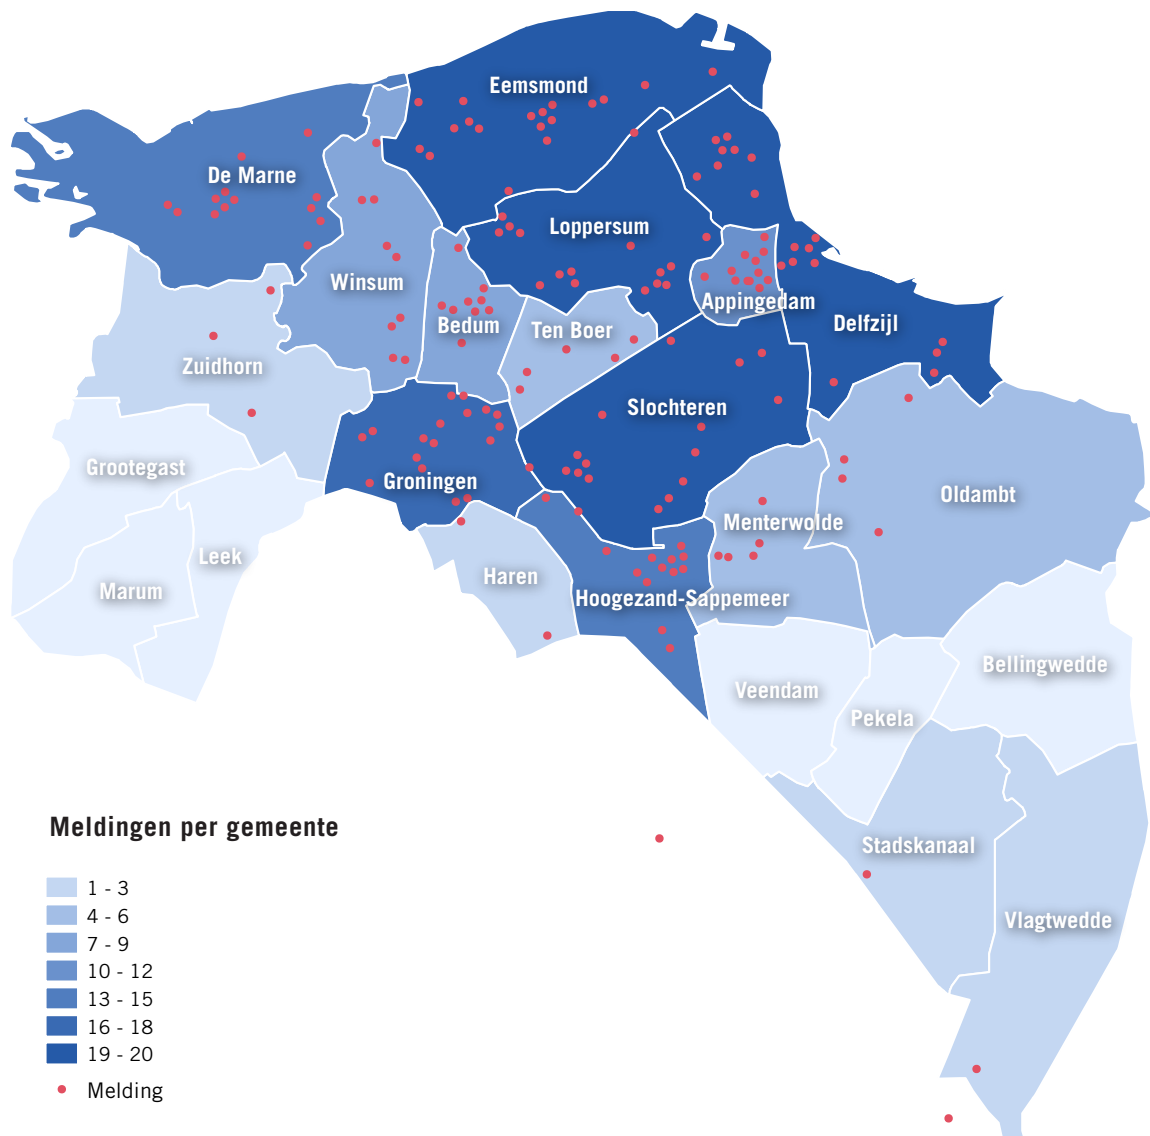 Eemsmond
De Marne
Loppersum
Winsum
Appingedam
Bedum
Ten Boer
Delfzijl
Zuidhorn
Slochteren
Grootegast
Groningen
Oldambt
Menterwolde
Leek
Haren
Marum
Hoogezand-Sappemeer
Bellingwedde
Veendam
Pekela
Meldingen per gemeente
Stadskanaal
1 - 3
4 - 6
Vlagtwedde
7 - 9
10 - 12
13 - 15
16 - 18
19 - 20
Melding